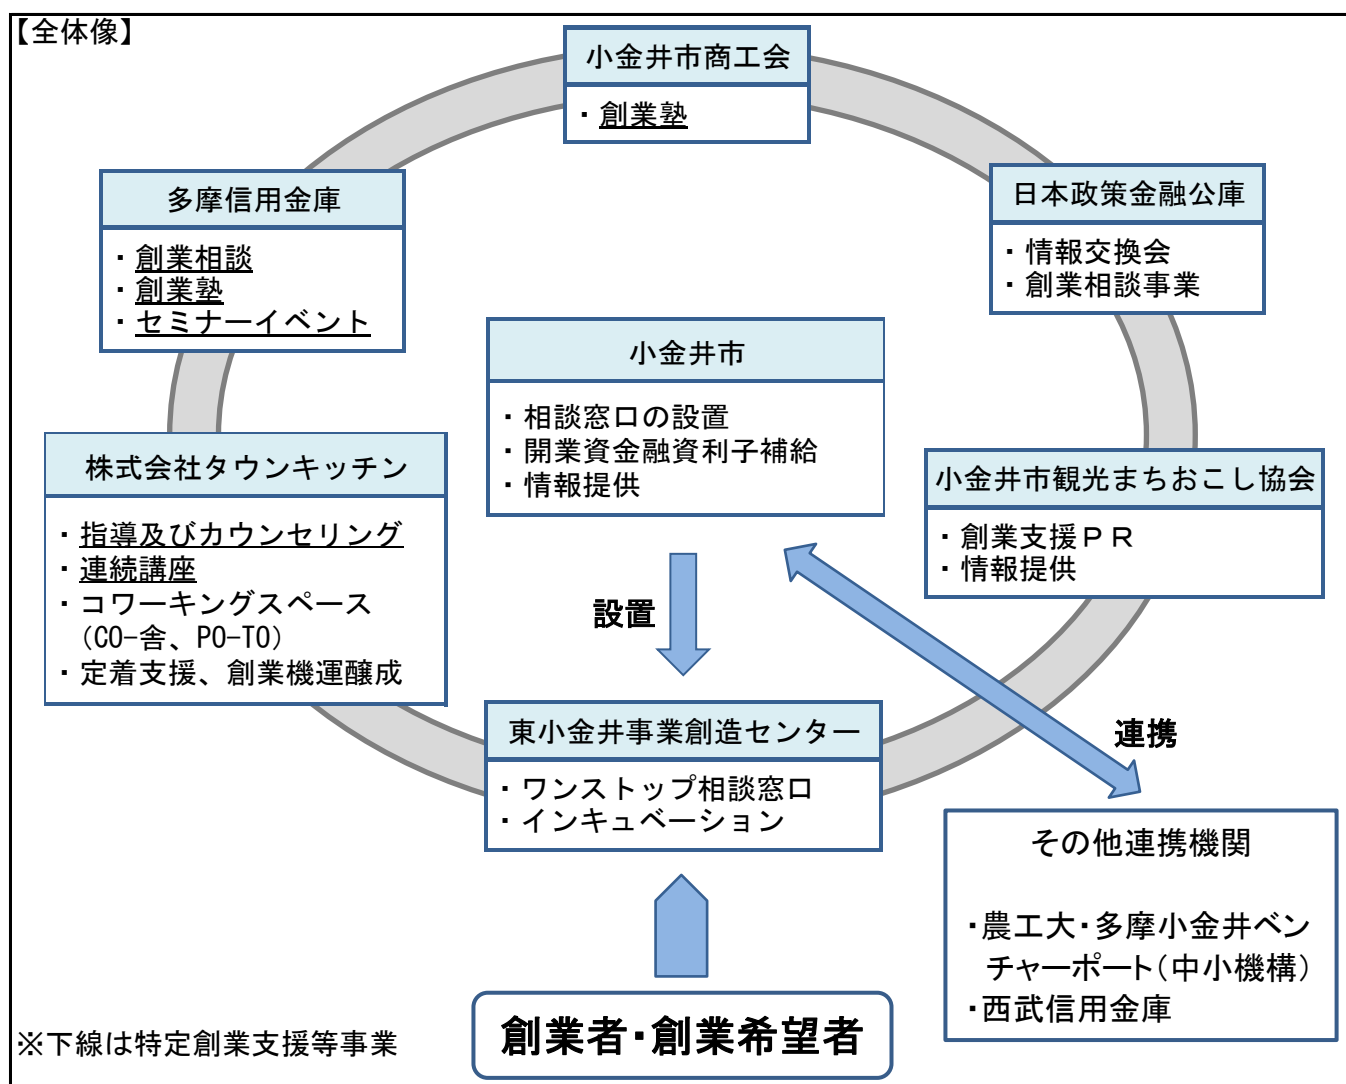 【全体像】
小金井市商工会
・創業塾
多摩信用金庫
・創業相談
・創業塾
・セミナーイベント
日本政策金融公庫
・情報交換会
・創業相談事業
小金井市
・相談窓口の設置
・開業資金融資利子補給
・情報提供
株式会社タウンキッチン
・指導及びカウンセリング
・連続講座
・コワーキングスペース
（CO-舎、PO-TO）
・定着支援、創業機運醸成
小金井市観光まちおこし協会
・創業支援ＰＲ
・情報提供
設置
連携
東小金井事業創造センター
・ワンストップ相談窓口
・インキュベーション
その他連携機関
・農工大・多摩小金井ベン
チャーポート（中小機構）
・西武信用金庫
創業者・創業希望者
※下線は特定創業支援等事業